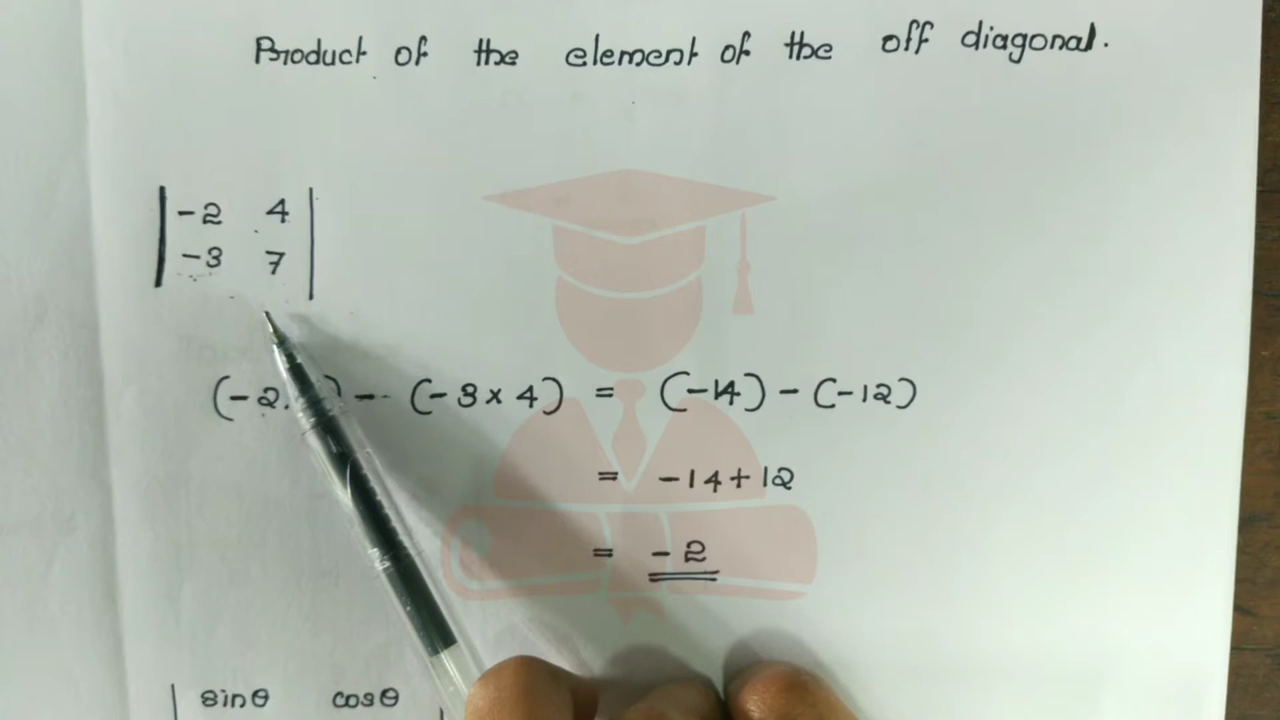 Product of the element of the off diagonal.
| -2 4 |
| -3 7 |
(-2. ) - (-3 x 4) = (-14) - (-12)
= -14+12
= -2
| sinθ cosθ |